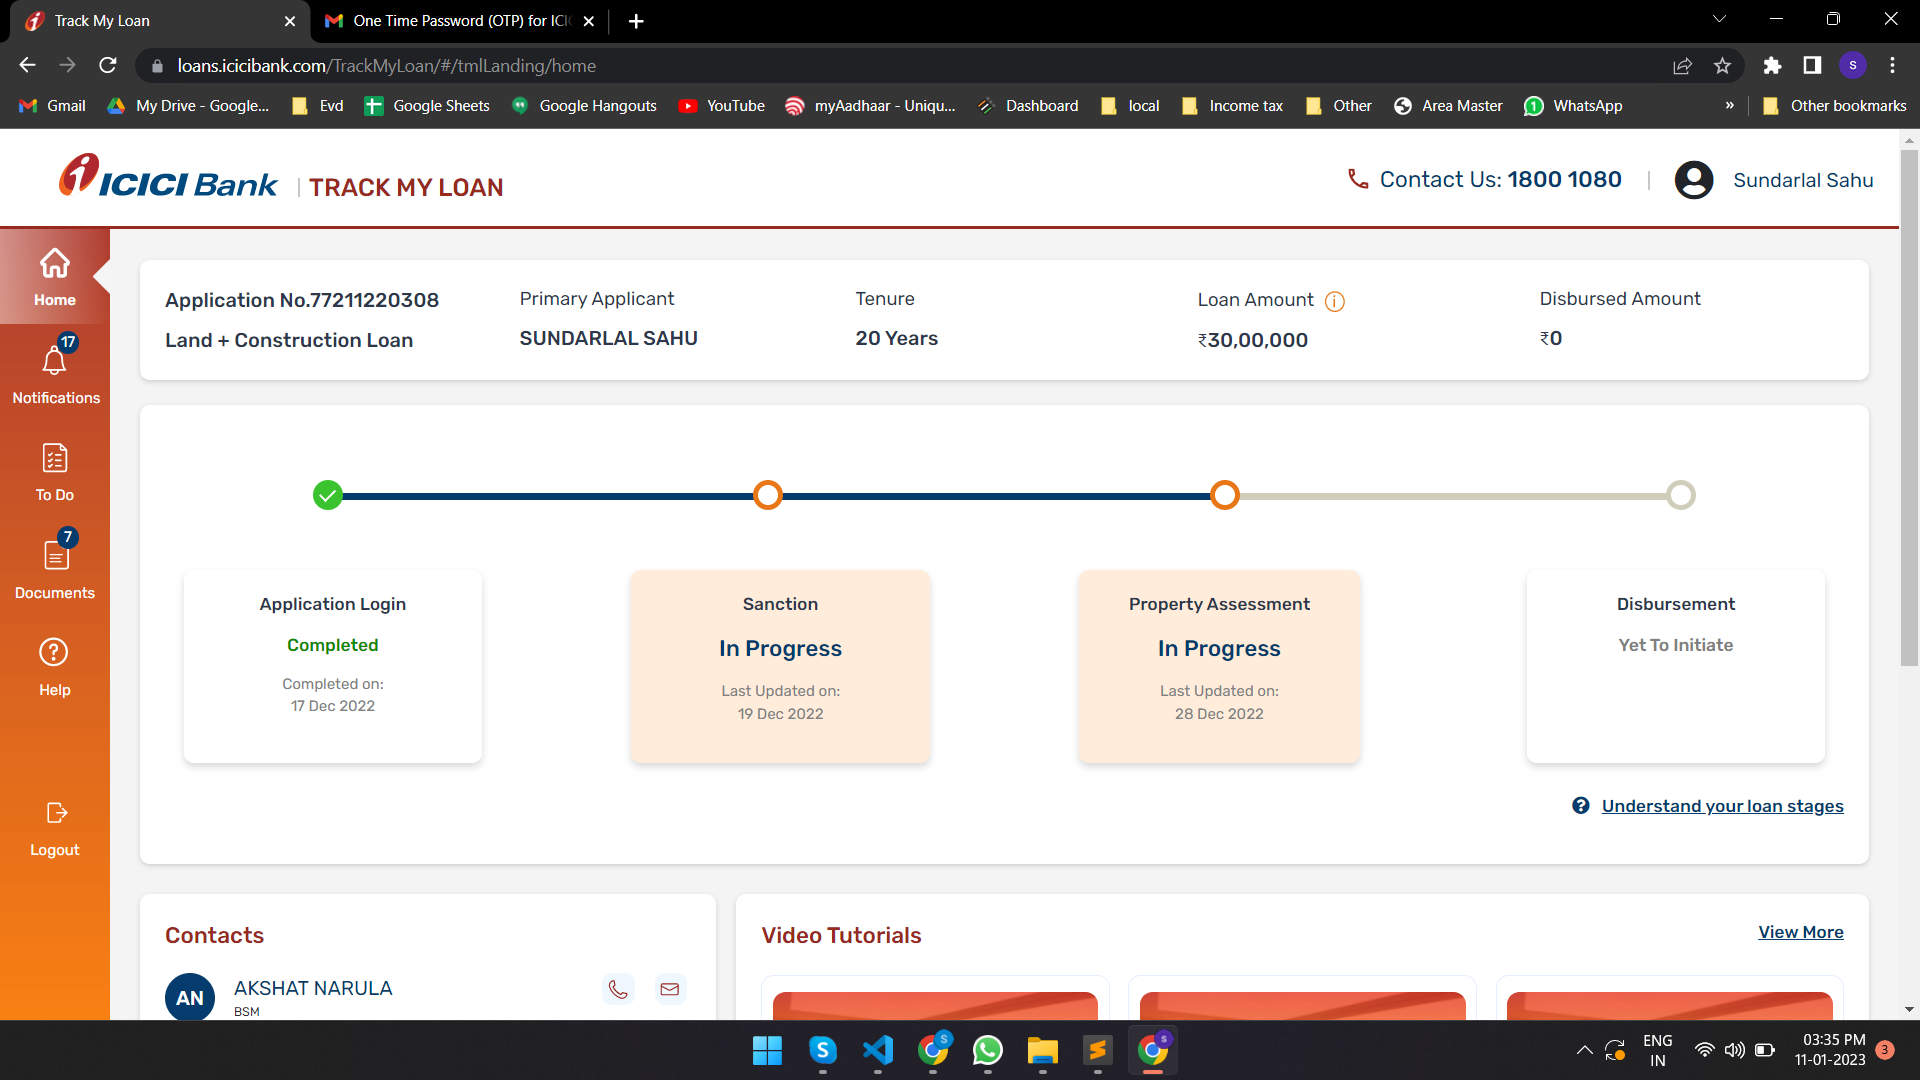 Track My Loan
One Time Password (OTP) for ICI
loans.icicibank.com/TrackMyLoan/#/tmlLanding/home
S
Gmail
My Drive - Google...
Evd
Google Sheets
Google Hangouts
YouTube
myAadhaar - Uniqu...
Dashboard
local
Income tax
Other
Area Master
1
WhatsApp
»
Other bookmarks
ICICI Bank
TRACK MY LOAN
Contact Us: 1800 1080
Sundarlal Sahu
Home
17
Notifications
To Do
7
Documents
Help
Logout
Application No.77211220308
Land + Construction Loan
Primary Applicant
SUNDARLAL SAHU
Tenure
20 Years
Loan Amount
₹30,00,000
Disbursed Amount
₹0
Application Login
Completed
Completed on:
17 Dec 2022
Sanction
In Progress
Last Updated on:
19 Dec 2022
Property Assessment
In Progress
Last Updated on:
28 Dec 2022
Disbursement
Yet To Initiate
Understand your loan stages
Contacts
AN
AKSHAT NARULA
BSM
Video Tutorials
View More
ENG
IN
03:35 PM
11-01-2023
3